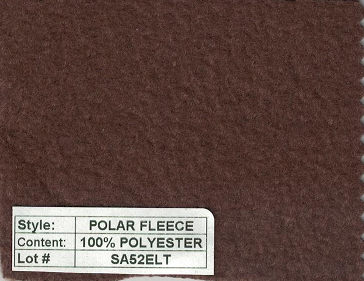 Style: POLAR FLEECE
Content: 100% POLYESTER
Lot # SA52ELT